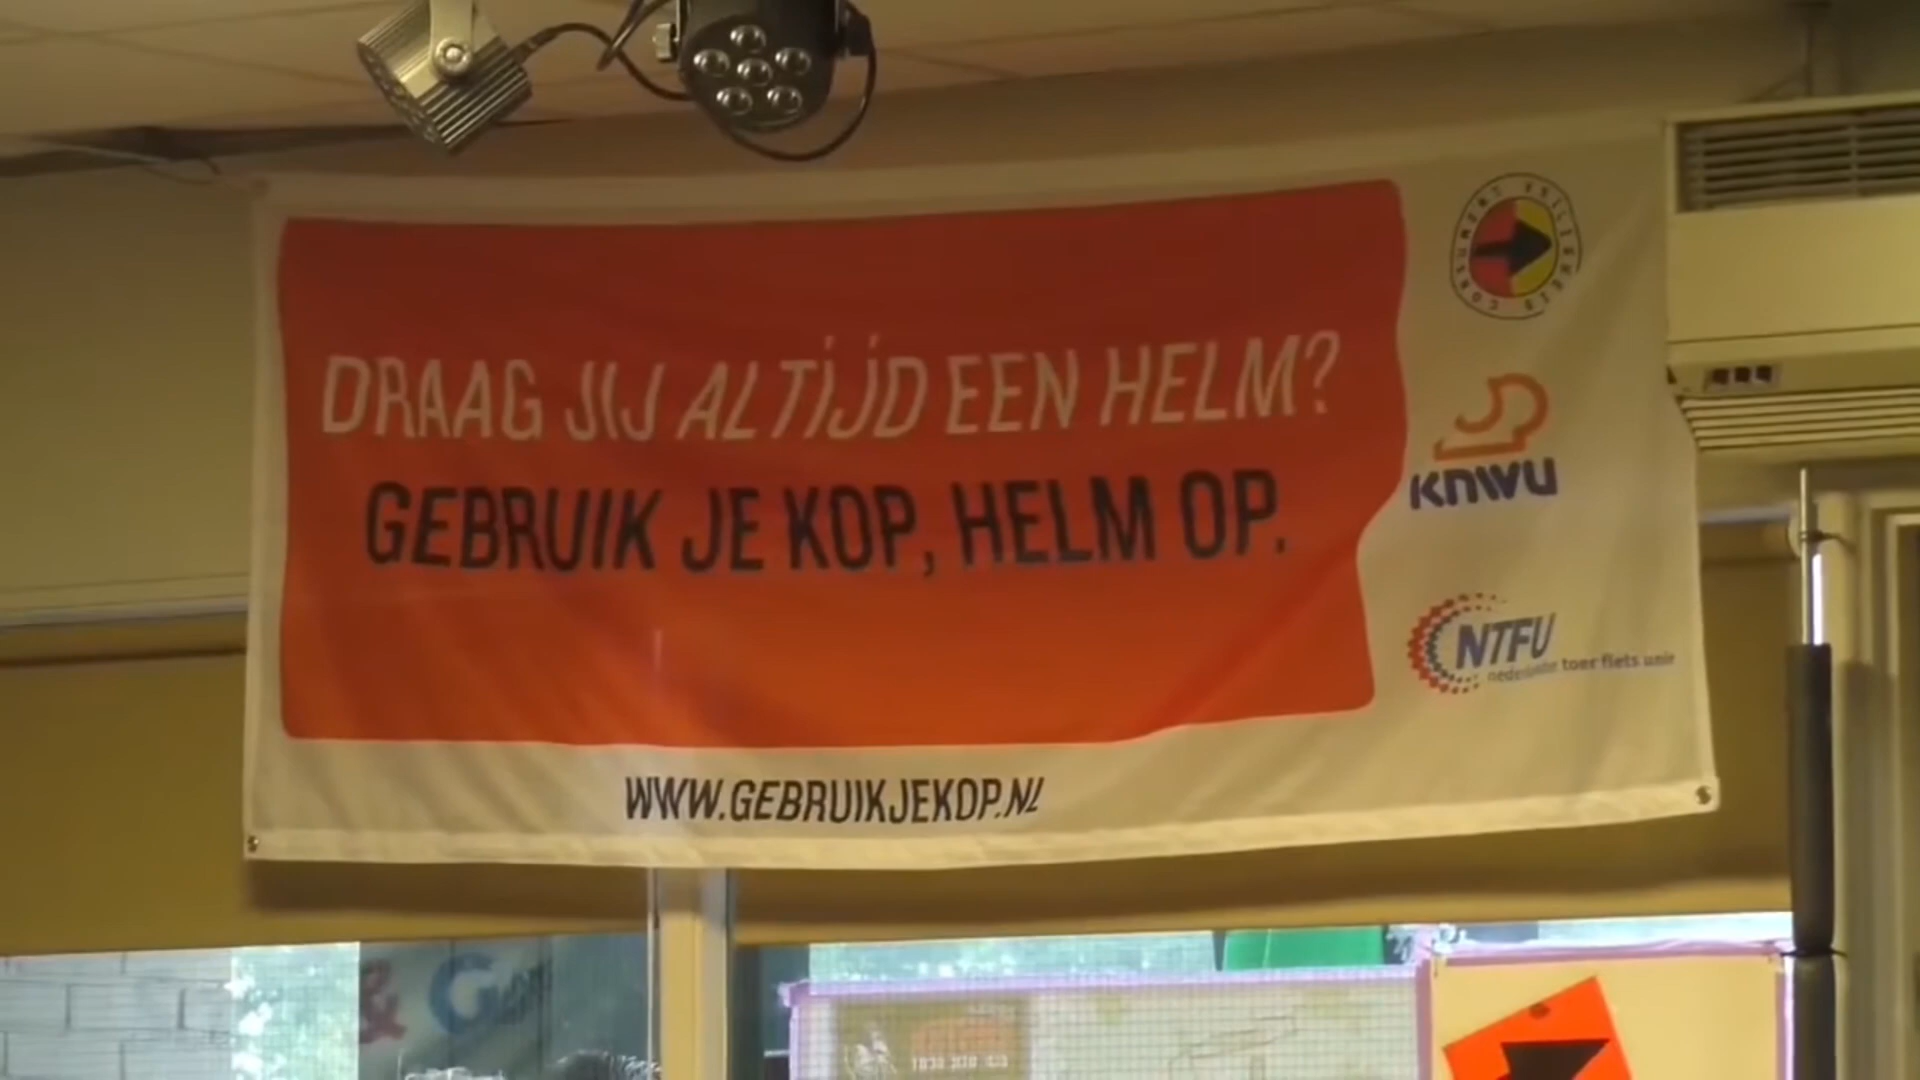 DRAAG JIJ ALTIJD EEN HELM?
GEBRUIK JE KOP, HELM OP.
KNWU
NTFU
nederlandse toer fiets unie
WWW.GEBRUIKJEKOP.NL
&